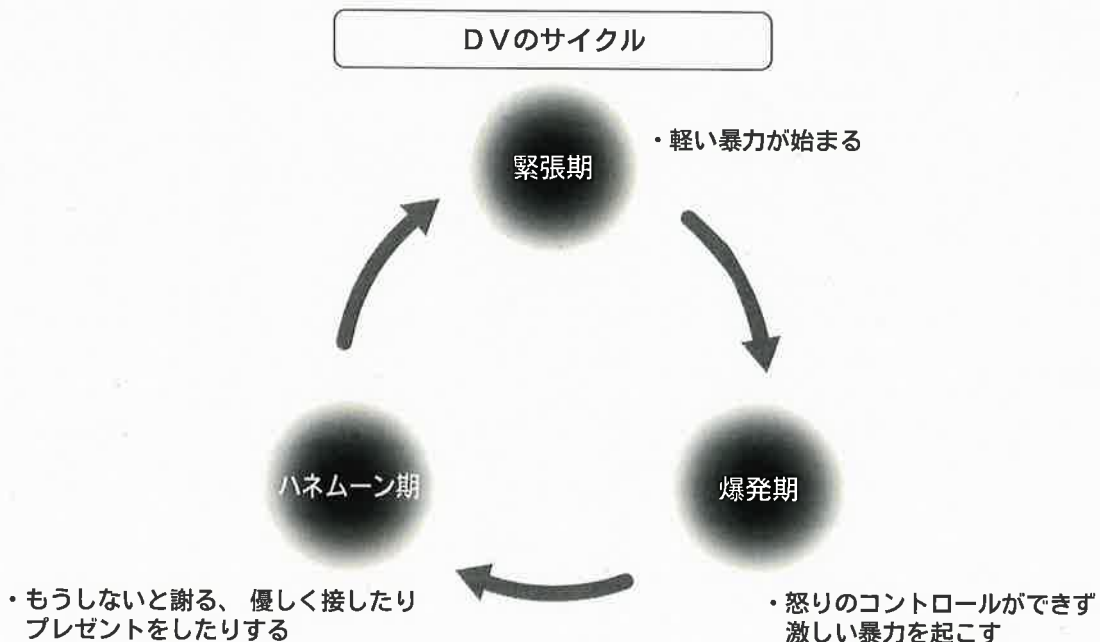 DVのサイクル
緊張期
・軽い暴力が始まる
爆発期
・怒りのコントロールができず
激しい暴力を起こす
ハネムーン期
・もうしないと謝る、 優しく接したり
プレゼントをしたりする